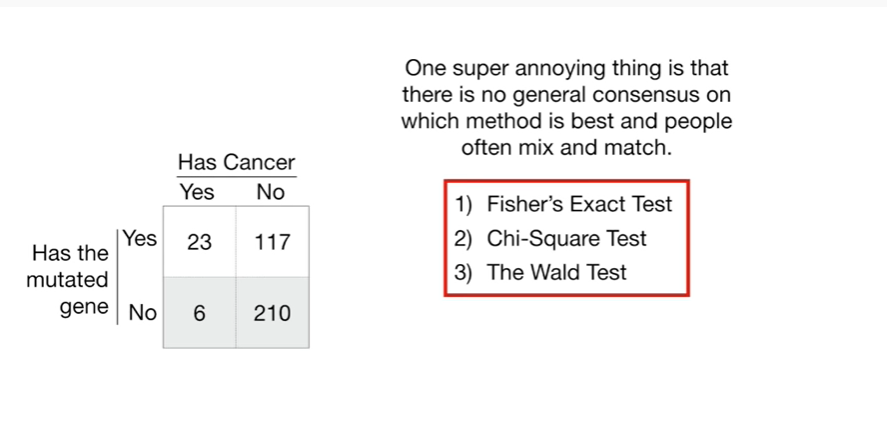 One super annoying thing is that
there is no general consensus on
which method is best and people
often mix and match.
Has Cancer
Yes No
1) Fisher's Exact Test
2) Chi-Square Test
3) The Wald Test
Has the
mutated
gene
Yes 23 117
No 6 210